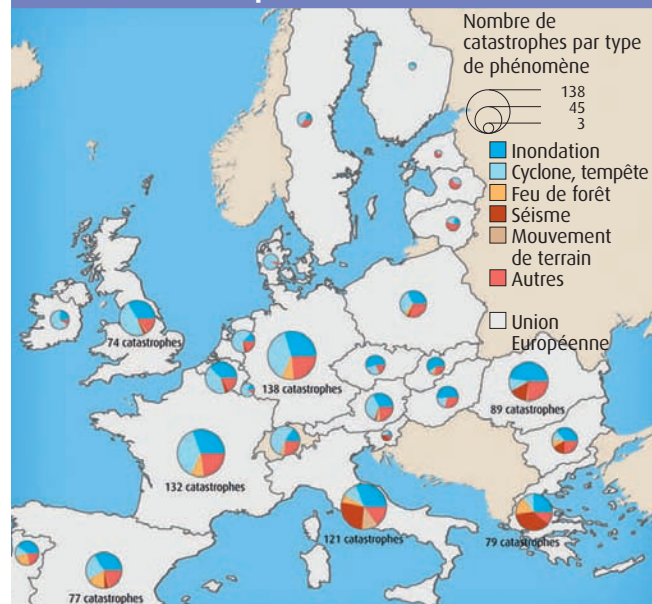 Nombre de
catastrophes par type
de phénomène
138
45
3
Inondation
Cyclone, tempête
Feu de forêt
Séisme
Mouvement
de terrain
Autres
Union
Européenne
74 catastrophes
138 catastrophes
89 catastrophes
132 catastrophes
121 catastrophes
79 catastrophes
77 catastrophes